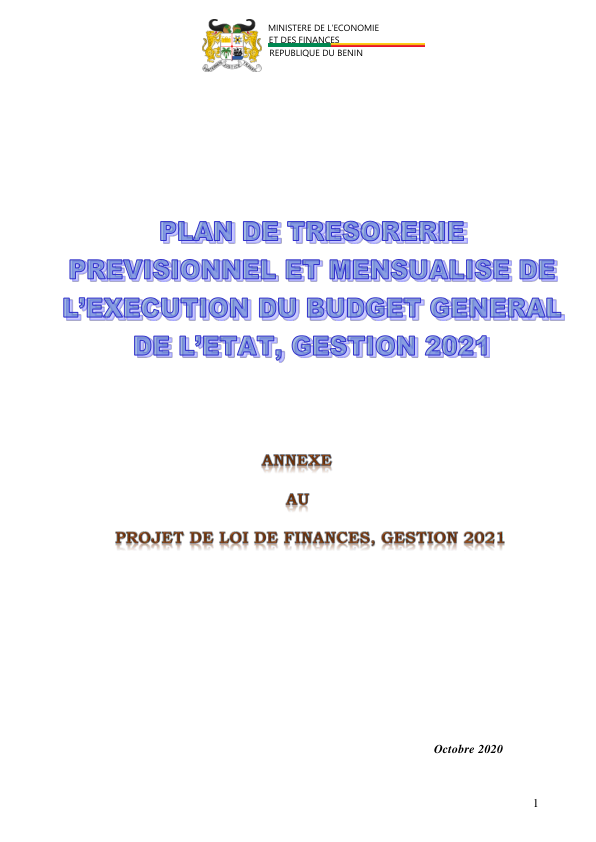 MINISTERE DE L'ECONOMIE
ET DES FINANCES
REPUBLIQUE DU BENIN
PLAN DE TRESORERIE
PREVISIONNEL ET MENSUALISE DE
L’EXECUTION DU BUDGET GENERAL
DE L’ETAT, GESTION 2021
ANNEXE
AU
PROJET DE LOI DE FINANCES, GESTION 2021
Octobre 2020
1